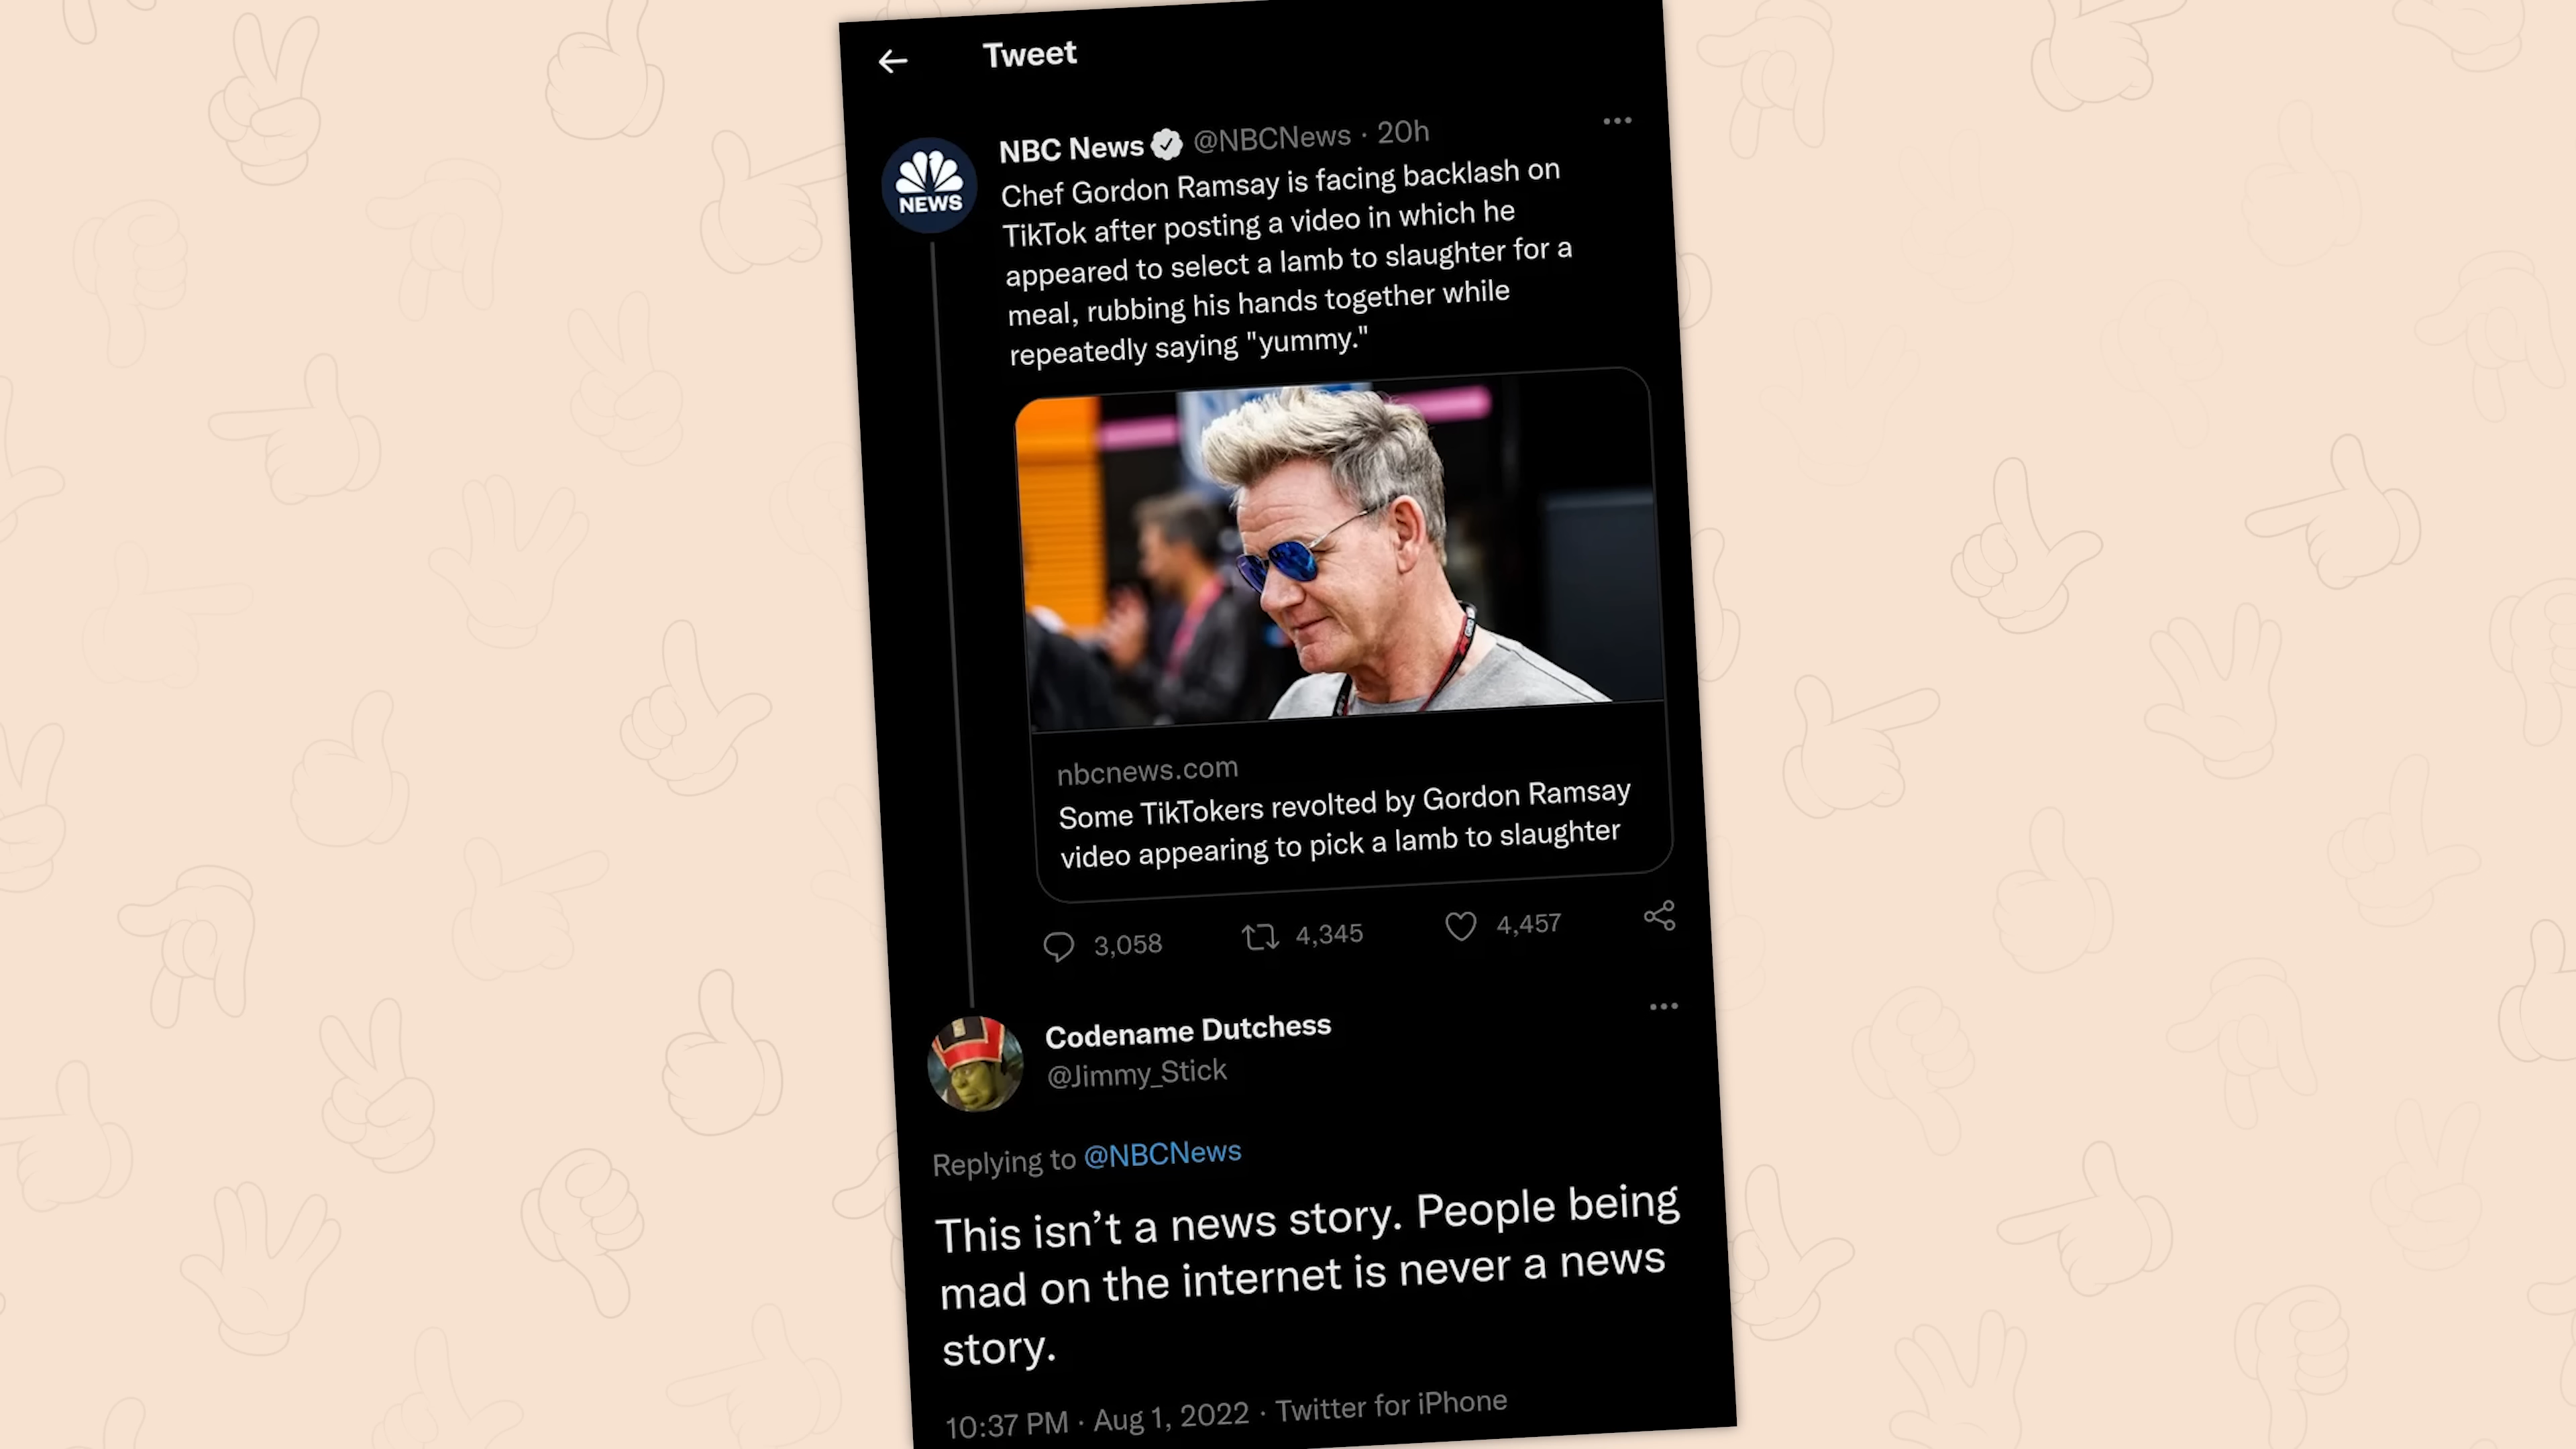 Tweet
NBC News @NBCNews · 20h
NEWS
Chef Gordon Ramsay is facing backlash on
TikTok after posting a video in which he
appeared to select a lamb to slaughter for a
meal, rubbing his hands together while
repeatedly saying "yummy."
nbcnews.com
Some TikTokers revolted by Gordon Ramsay
video appearing to pick a lamb to slaughter
3,058 4,345 4,457
Codename Dutchess
@Jimmy_Stick
Replying to @NBCNews
This isn’t a news story. People being
mad on the internet is never a news
story.
10:37 PM · Aug 1, 2022 · Twitter for iPhone